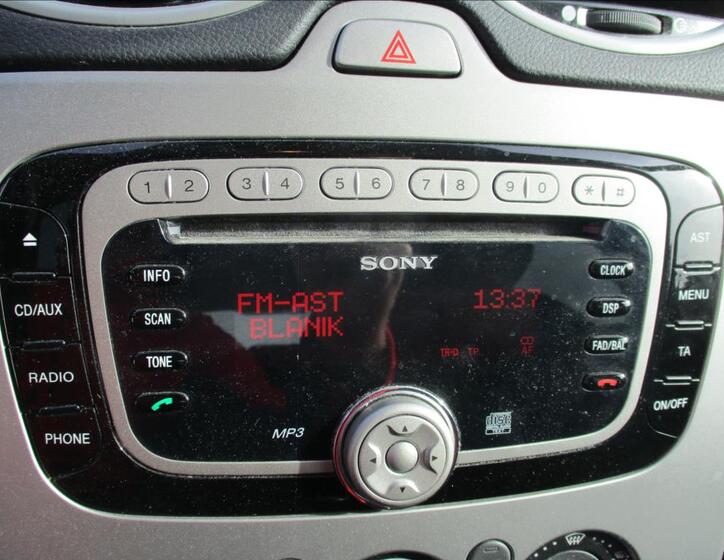 1 2 3 4 5 6 7 8 9 0 * #
SONY
INFO
SCAN
TONE
FM-AST 13:37
BLANIK
TP
CD
AF
CLOCK
DSP
FAD/BAL
MP3
CD/AUX
RADIO
PHONE
AST
MENU
TA
ON/OFF